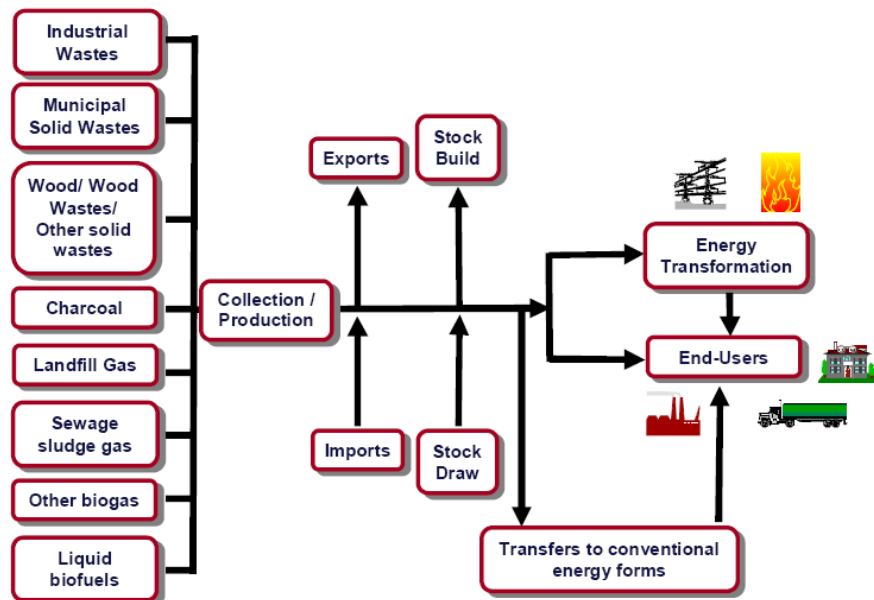 Industrial
Wastes
Municipal
Solid Wastes
Wood/ Wood
Wastes/
Other solid
wastes
Charcoal
Landfill Gas
Sewage
sludge gas
Other biogas
Liquid
biofuels
Collection /
Production
Exports
Stock
Build
Imports
Stock
Draw
Energy
Transformation
End-Users
Transfers to conventional
energy forms